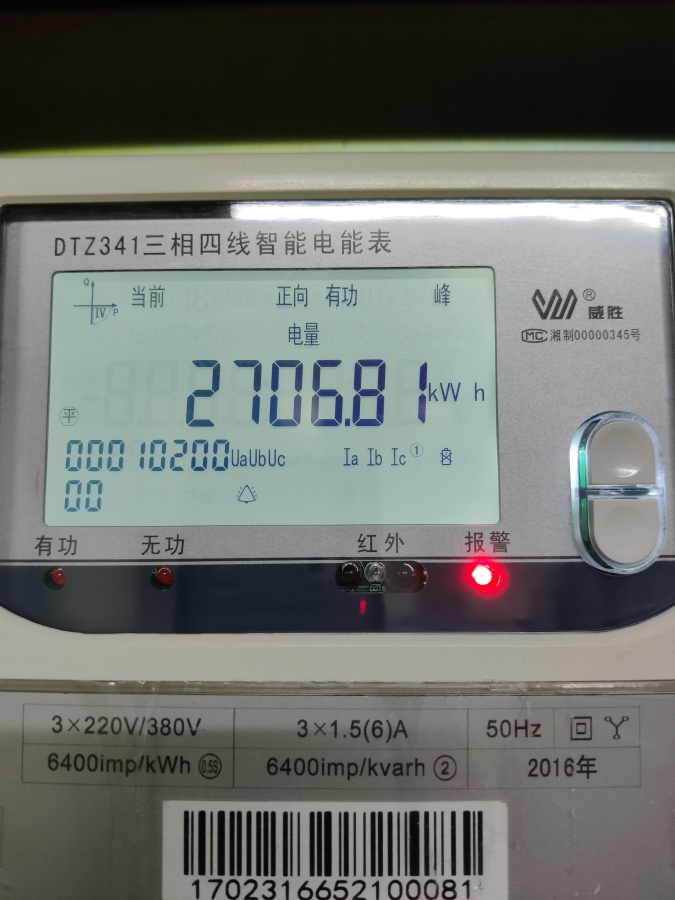 DTZ341三相四线智能电能表
Q
IV P
当前 正向 有功 峰
电量
2706.81 kW h
平
00010200 UaUbUc Ia Ib Ic ①
00
® 威胜
MC 湘制00000345号
有功 无功 红外 报警
3×220V/380V 3×1.5(6)A 50Hz
6400imp/kWh 0.5S 6400imp/kvarh ② 2016年
1702316652100081